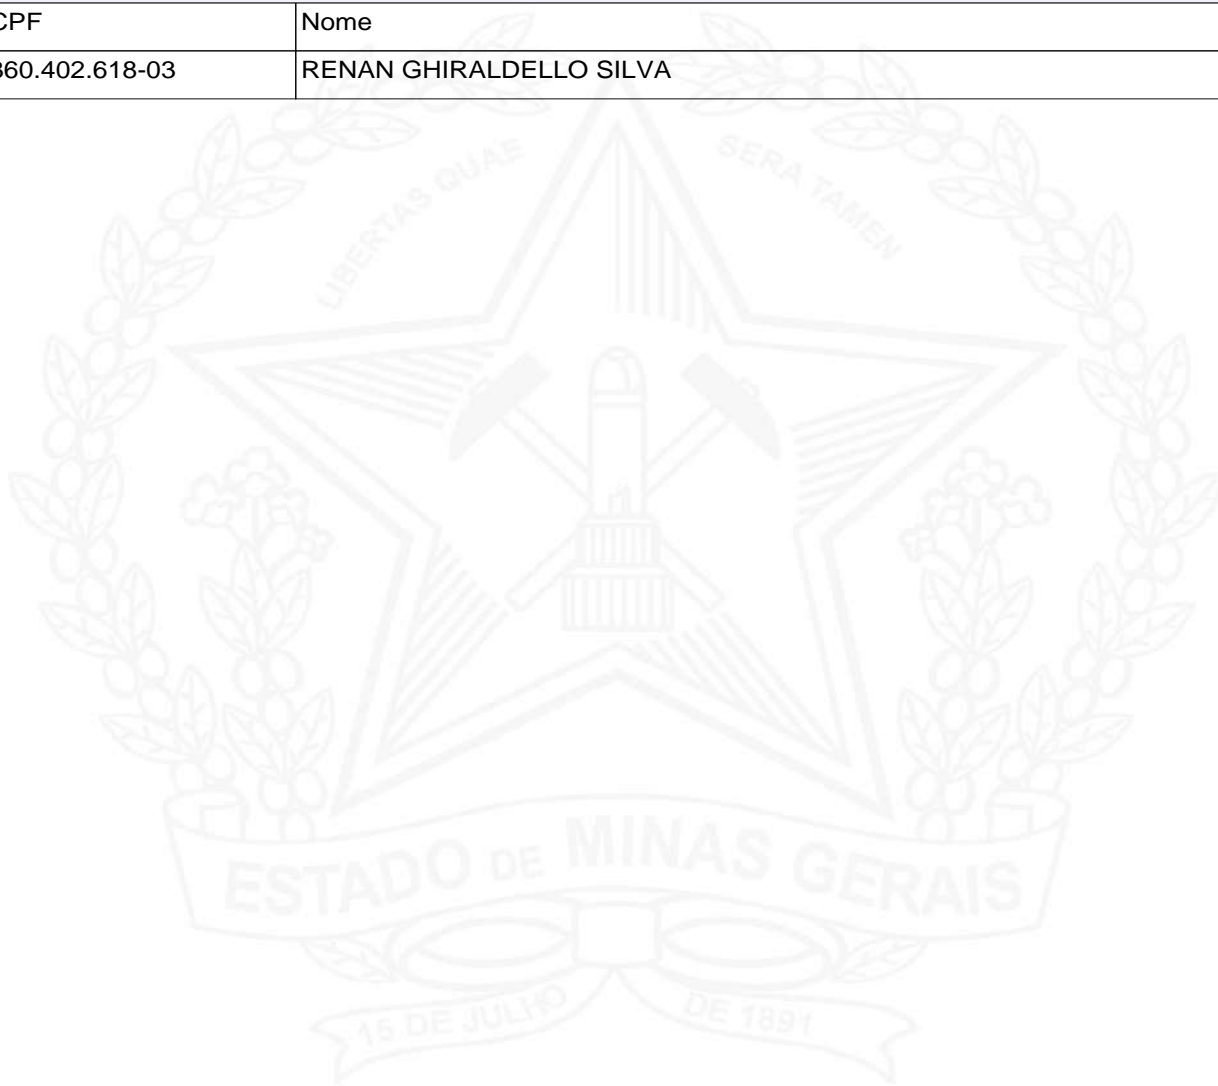 CPF Nome
360.402.618-03 RENAN GHIRALDELLO SILVA
LIBERTAS QUAE SERA TAMEN
ESTADO DE MINAS GERAIS
15 DE JULHO DE 1891